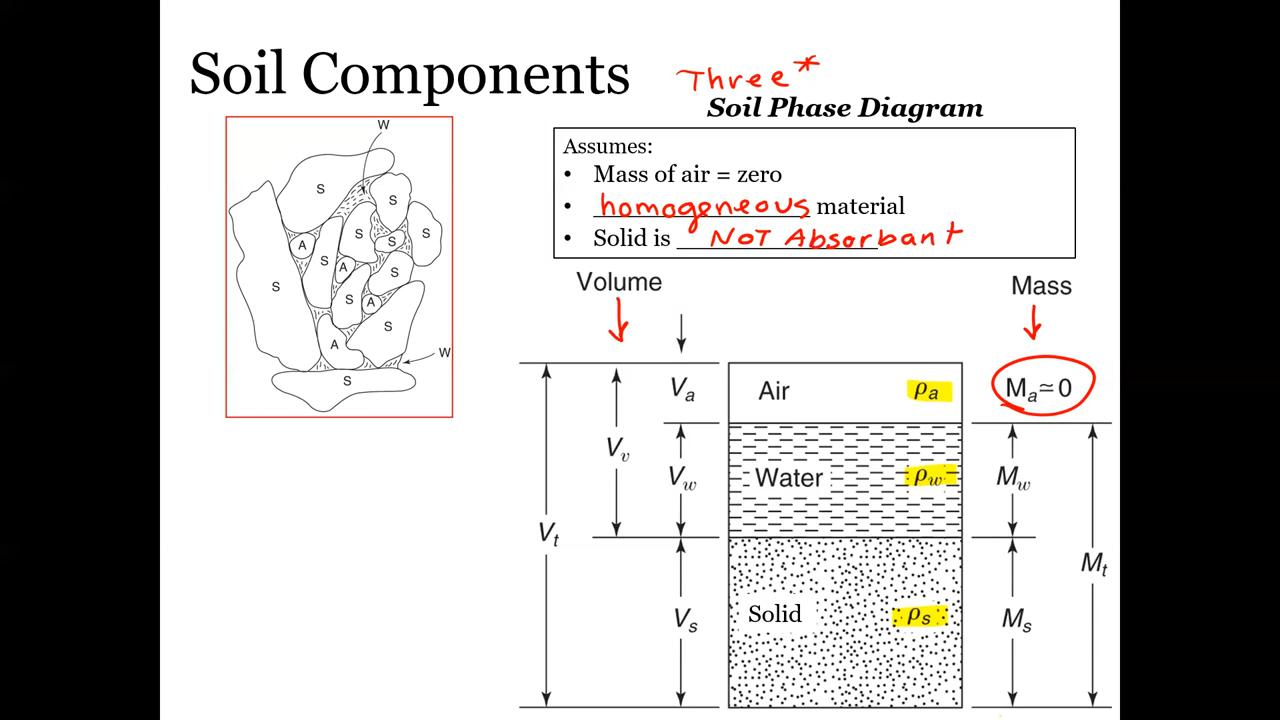 Soil Components
Three*
Soil Phase Diagram
Assumes:
• Mass of air = zero
• homogeneous material
• Solid is NOT Absorbant
W
S
S
S
S
S
A
S
A
S
S
S
A
S
A
W
S
Volume
Mass
Va
Air
ρa
Ma≃0
Vv
Vw
Water
ρw
Mw
Vt
Mt
Vs
Solid
ρs
Ms